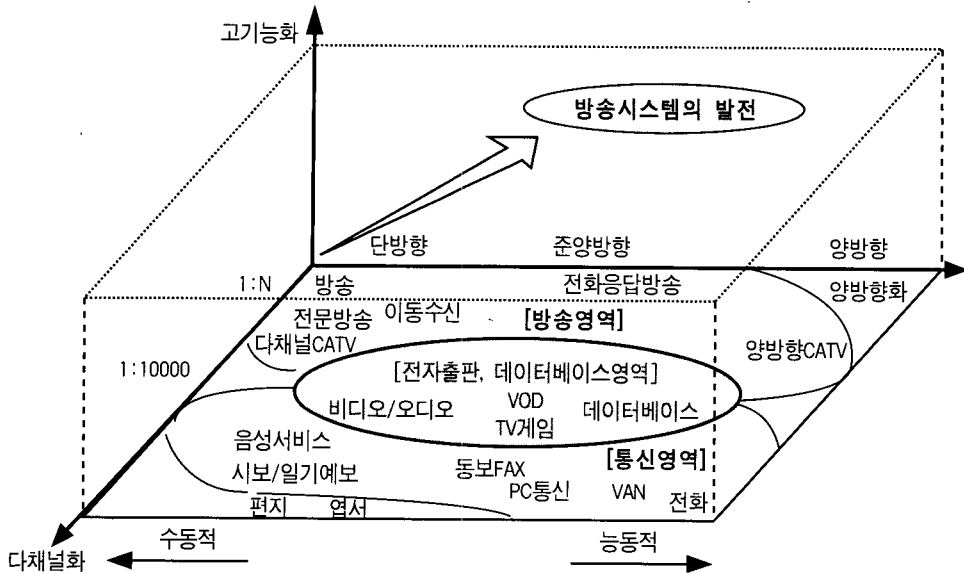 고기능화
방송시스템의 발전
단방향 준양방향 양방향
1:N 방송 전화응답방송 양방향화
전문방송 이동수신 [방송영역]
다채널CATV 양방향CATV
1:10000
[전자출판, 데이터베이스영역]
비디오/오디오 VOD 데이터베이스
TV게임
음성서비스
시보/일기예보 동보FAX [통신영역]
PC통신 VAN 전화
편지 엽서
다채널화 수동적 능동적